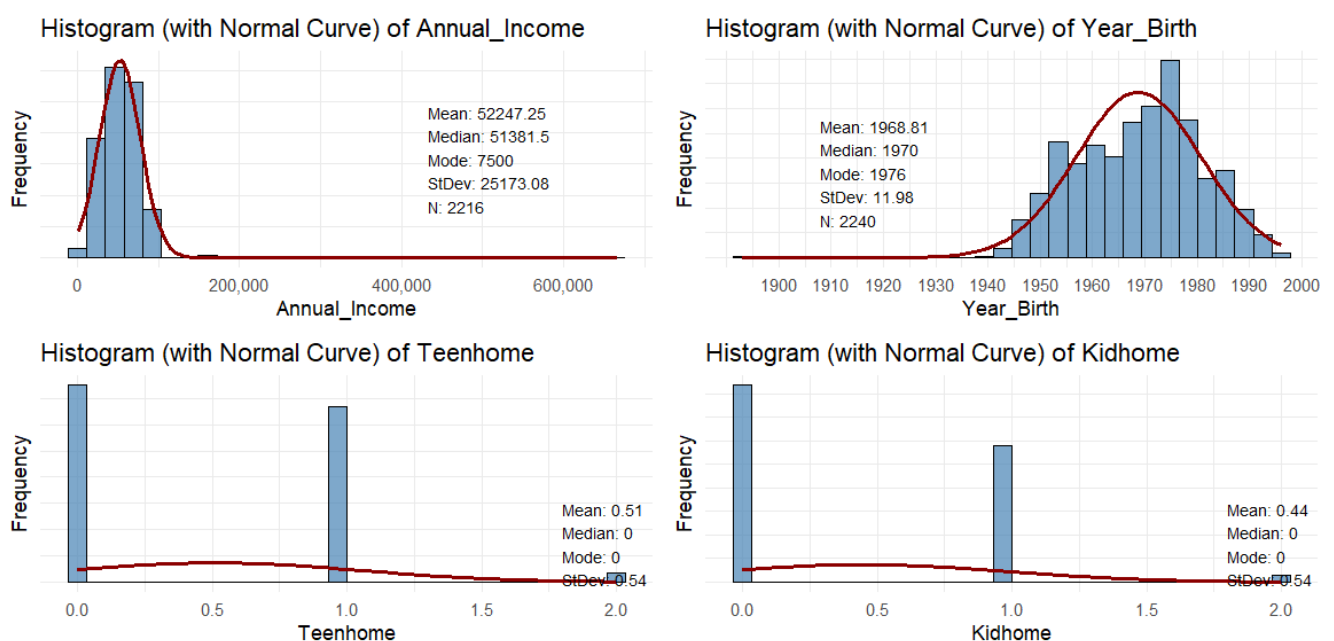 Histogram (with Normal Curve) of Annual_Income
Frequency
Mean: 52247.25
Median: 51381.5
Mode: 7500
StDev: 25173.08
N: 2216
0 200,000 400,000 600,000
Annual_Income
Histogram (with Normal Curve) of Year_Birth
Frequency
Mean: 1968.81
Median: 1970
Mode: 1976
StDev: 11.98
N: 2240
1900 1910 1920 1930 1940 1950 1960 1970 1980 1990 2000
Year_Birth
Histogram (with Normal Curve) of Teenhome
Frequency
Mean: 0.51
Median: 0
Mode: 0
StDev: 0.54
0.0 0.5 1.0 1.5 2.0
Teenhome
Histogram (with Normal Curve) of Kidhome
Frequency
Mean: 0.44
Median: 0
Mode: 0
StDev: 0.54
0.0 0.5 1.0 1.5 2.0
Kidhome